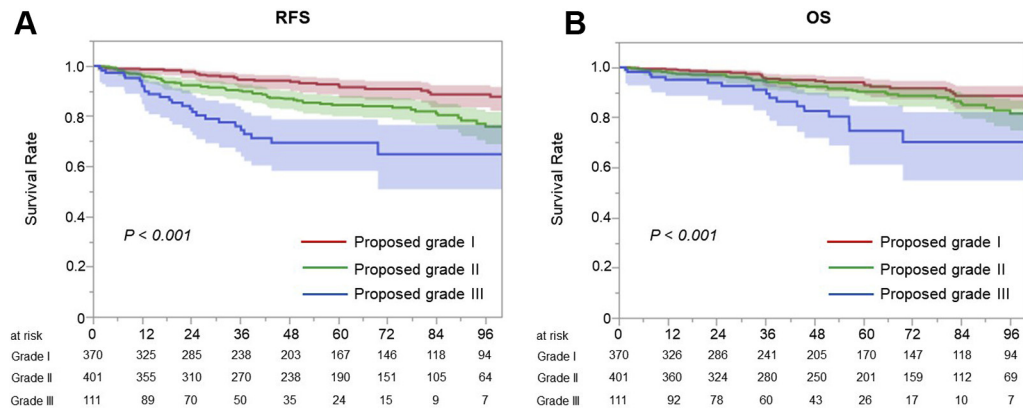 A
RFS
1.0
0.8
0.6
0.4
0.2
0
Survival Rate
P < 0.001
Proposed grade I
Proposed grade II
Proposed grade III
0 12 24 36 48 60 72 84 96
at risk
Grade I 370 325 285 238 203 167 146 118 94
Grade II 401 355 310 270 238 190 151 105 64
Grade III 111 89 70 50 35 24 15 9 7
B
OS
1.0
0.8
0.6
0.4
0.2
0
Survival Rate
P < 0.001
Proposed grade I
Proposed grade II
Proposed grade III
0 12 24 36 48 60 72 84 96
at risk
Grade I 370 326 286 241 205 170 147 118 94
Grade II 401 360 324 280 250 201 159 112 69
Grade III 111 92 78 60 43 26 17 10 7